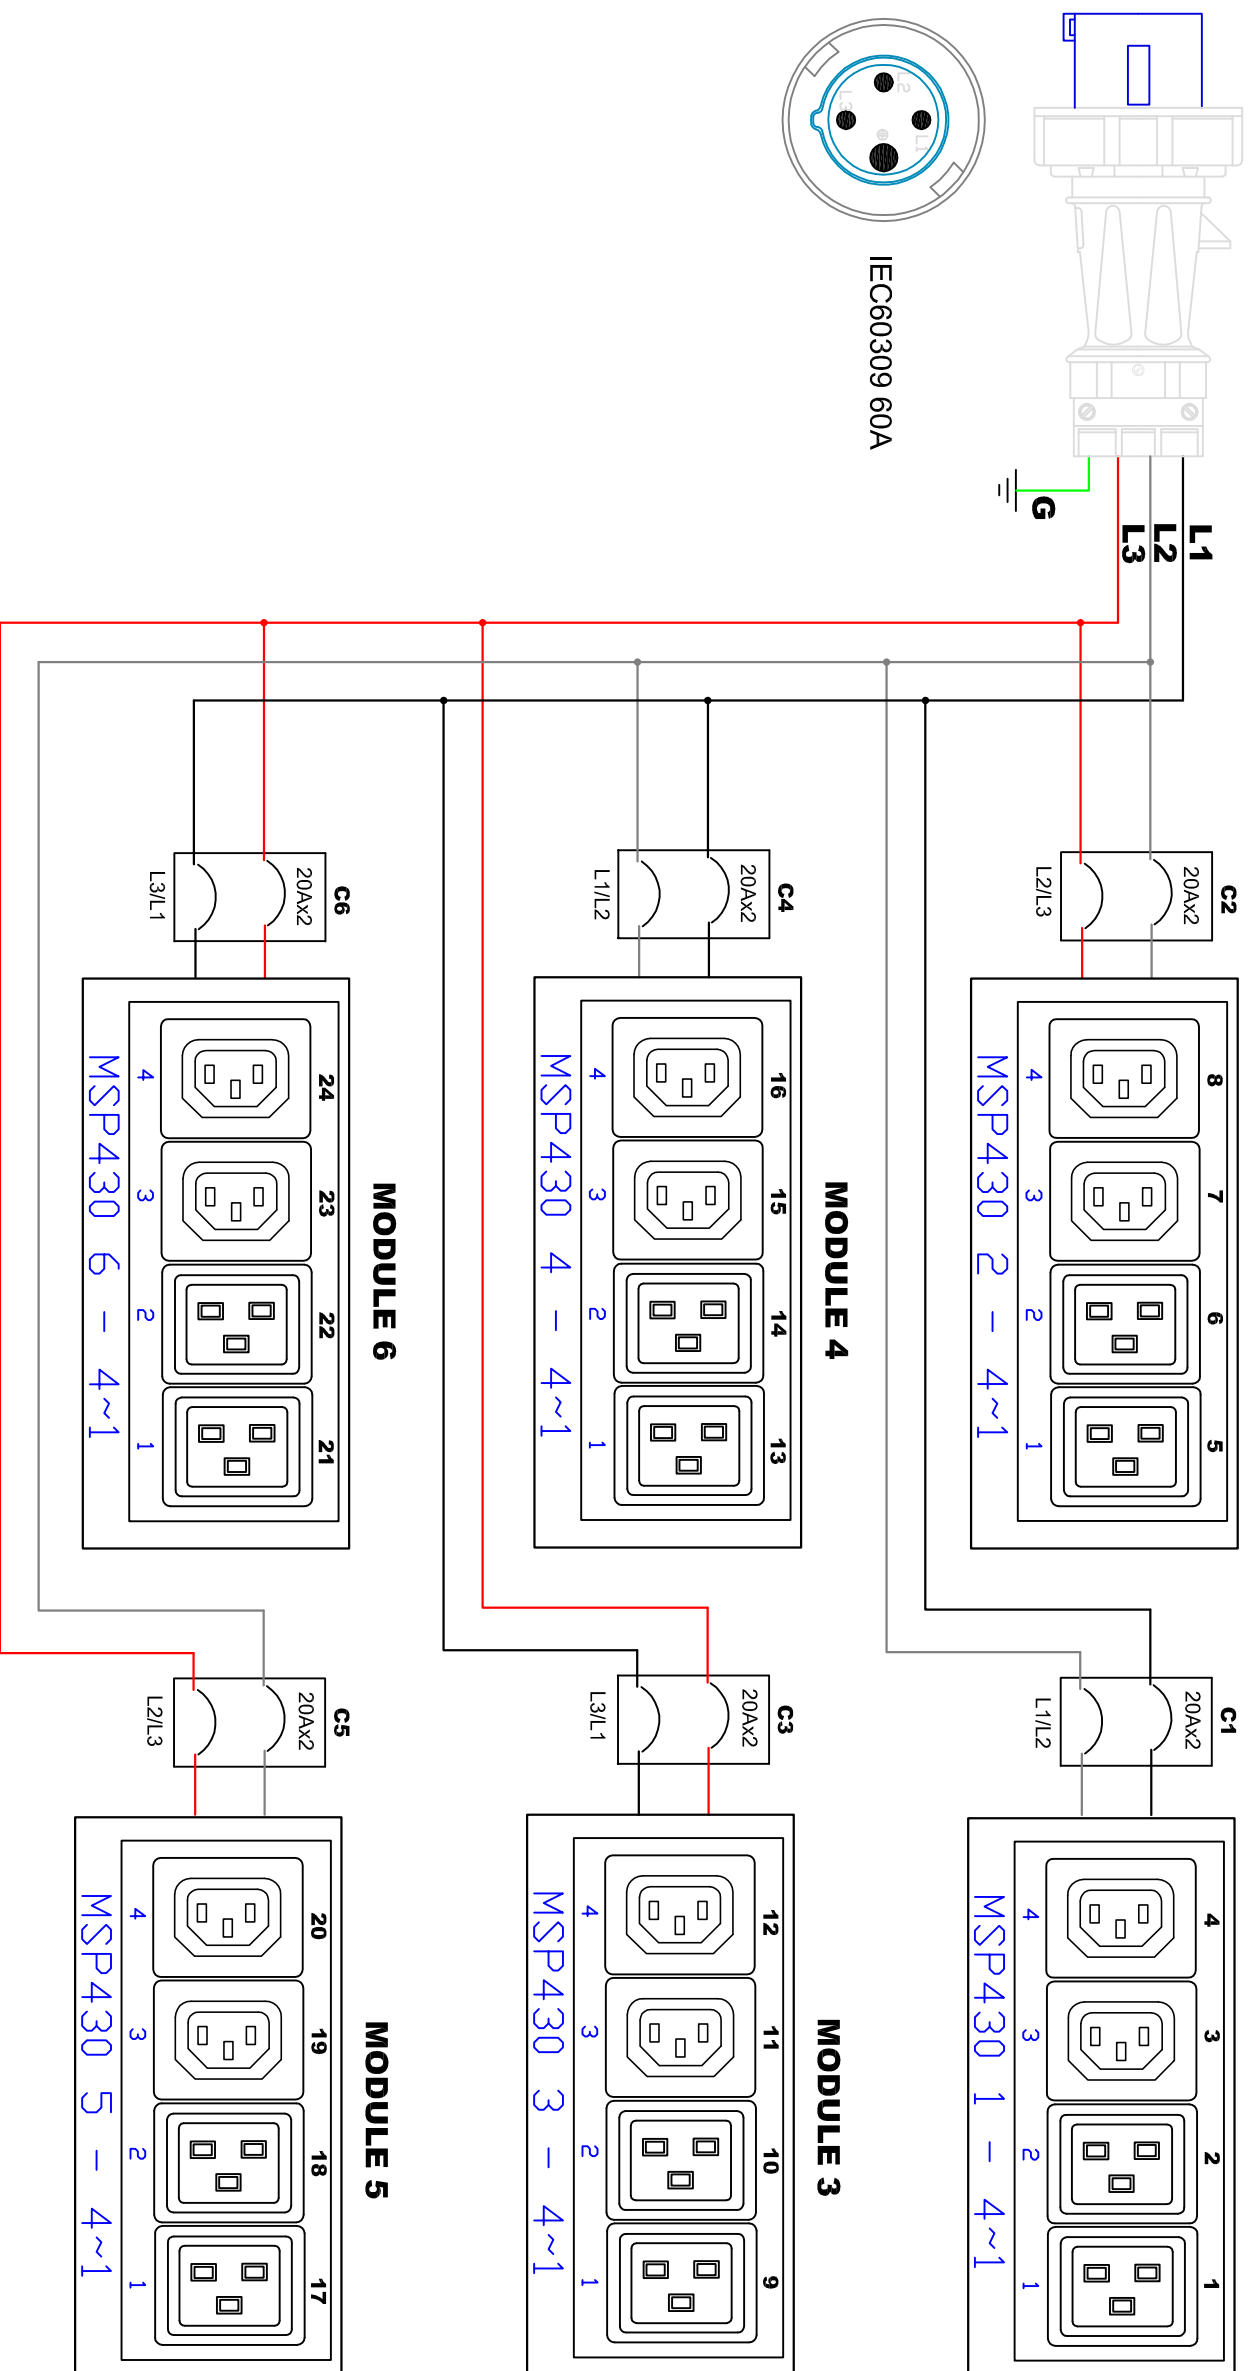 L1
L2
L3
G
IEC60309 60A
L2
L1
L3
C2
20Ax2
L2/L3
C4
20Ax2
L1/L2
C6
20Ax2
L3/L1
8 7 6 5
4 3 2 1
MSP430 2 - 4~1
MODULE 4
16 15 14 13
4 3 2 1
MSP430 4 - 4~1
MODULE 6
24 23 22 21
4 3 2 1
MSP430 6 - 4~1
C1
20Ax2
L1/L2
C3
20Ax2
L3/L1
C5
20Ax2
L2/L3
4 3 2 1
4 3 2 1
MSP430 1 - 4~1
MODULE 3
12 11 10 9
4 3 2 1
MSP430 3 - 4~1
MODULE 5
20 19 18 17
4 3 2 1
MSP430 5 - 4~1